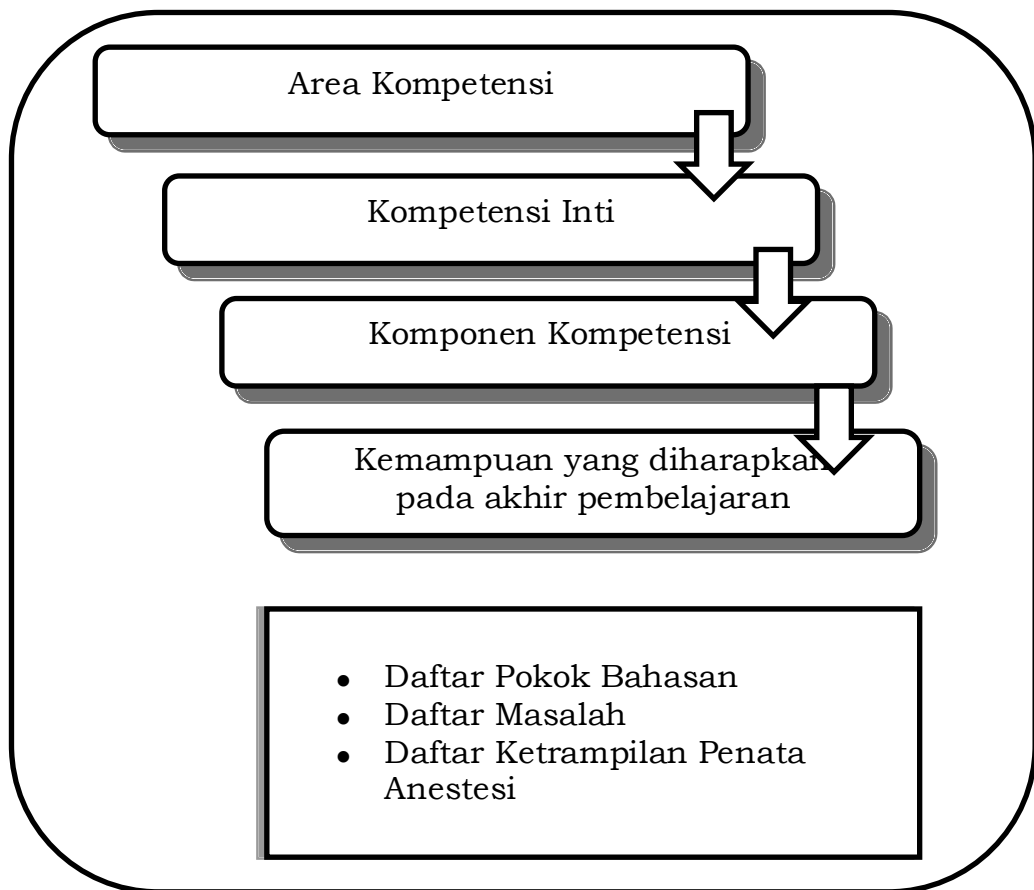 Area Kompetensi
Kompetensi Inti
Komponen Kompetensi
Kemampuan yang diharapkan
pada akhir pembelajaran
• Daftar Pokok Bahasan
• Daftar Masalah
• Daftar Ketrampilan Penata
Anestesi